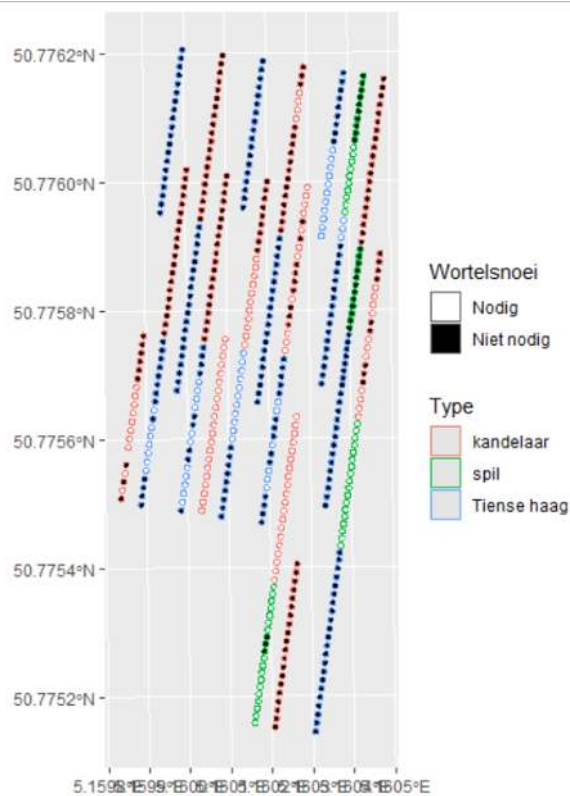 50.7762°N
50.7760°N
50.7758°N
50.7756°N
50.7754°N
50.7752°N
Wortelsnoei
Nodig
Niet nodig
Type
kandelaar
spil
Tiense haag